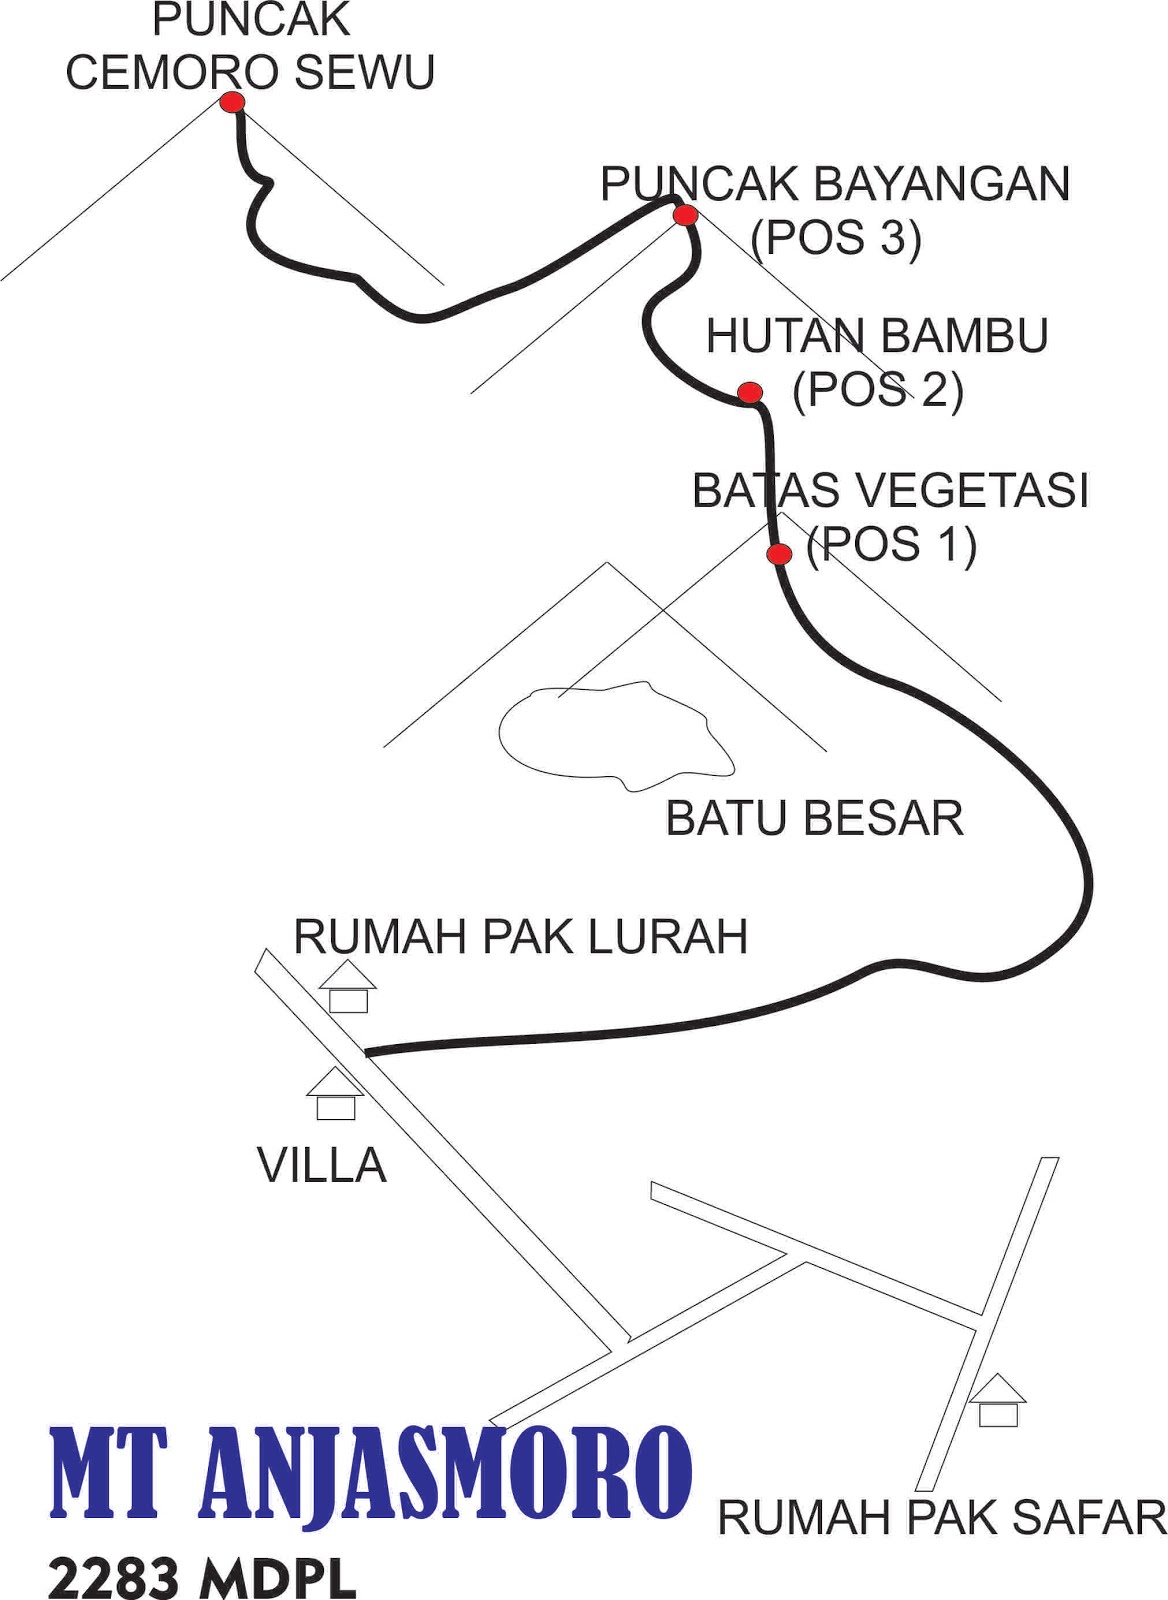 PUNCAK
CEMORO SEWU
PUNCAK BAYANGAN
(POS 3)
HUTAN BAMBU
(POS 2)
BATAS VEGETASI
(POS 1)
BATU BESAR
RUMAH PAK LURAH
VILLA
MT ANJASMORO
RUMAH PAK SAFAR
2283 MDPL